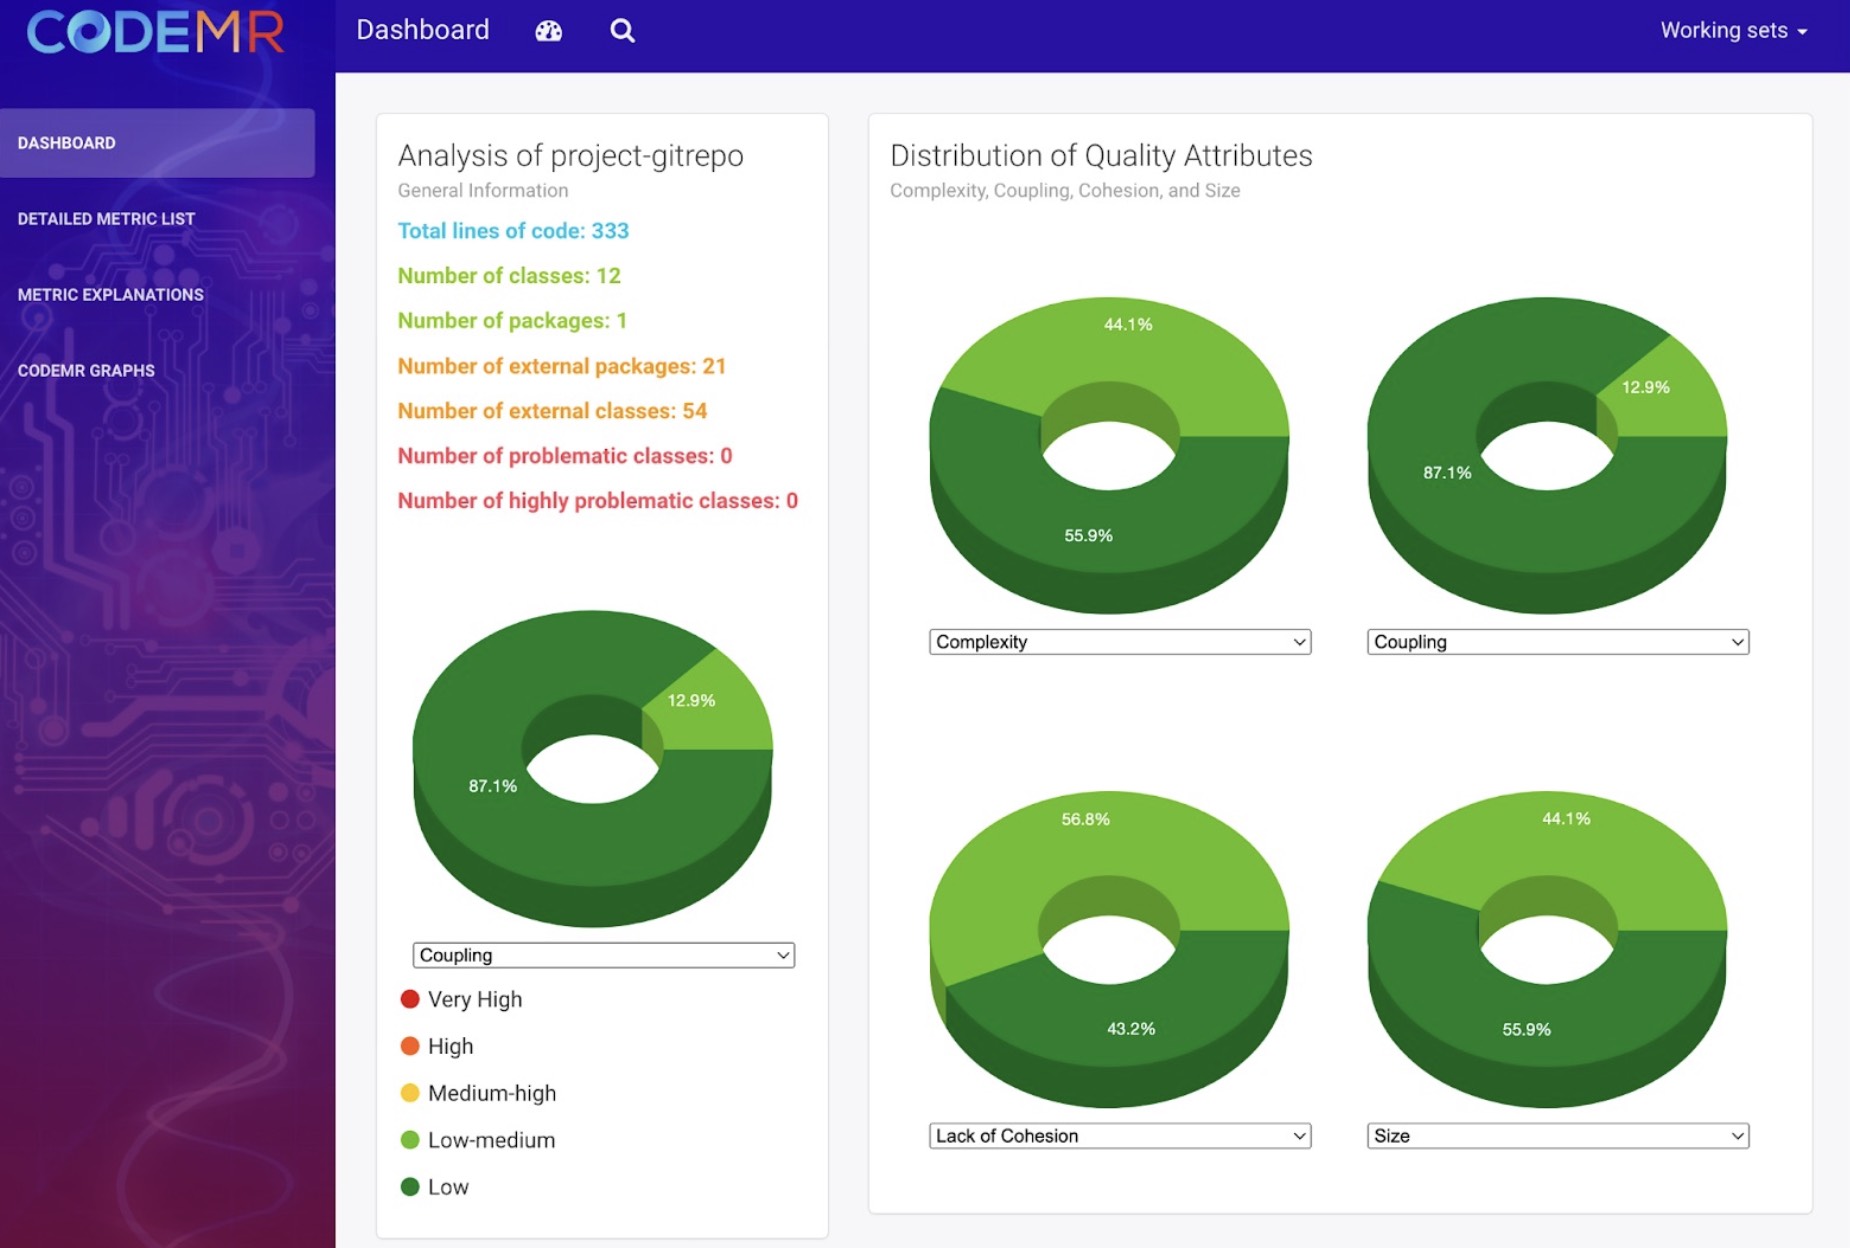 CODEMR
Dashboard
Working sets
DASHBOARD
DETAILED METRIC LIST
METRIC EXPLANATIONS
CODEMR GRAPHS
Analysis of project-gitrepo
General Information
Total lines of code: 333
Number of classes: 12
Number of packages: 1
Number of external packages: 21
Number of external classes: 54
Number of problematic classes: 0
Number of highly problematic classes: 0
12.9%
87.1%
Coupling
Very High
High
Medium-high
Low-medium
Low
Distribution of Quality Attributes
Complexity, Coupling, Cohesion, and Size
44.1%
55.9%
Complexity
12.9%
87.1%
Coupling
56.8%
43.2%
Lack of Cohesion
44.1%
55.9%
Size